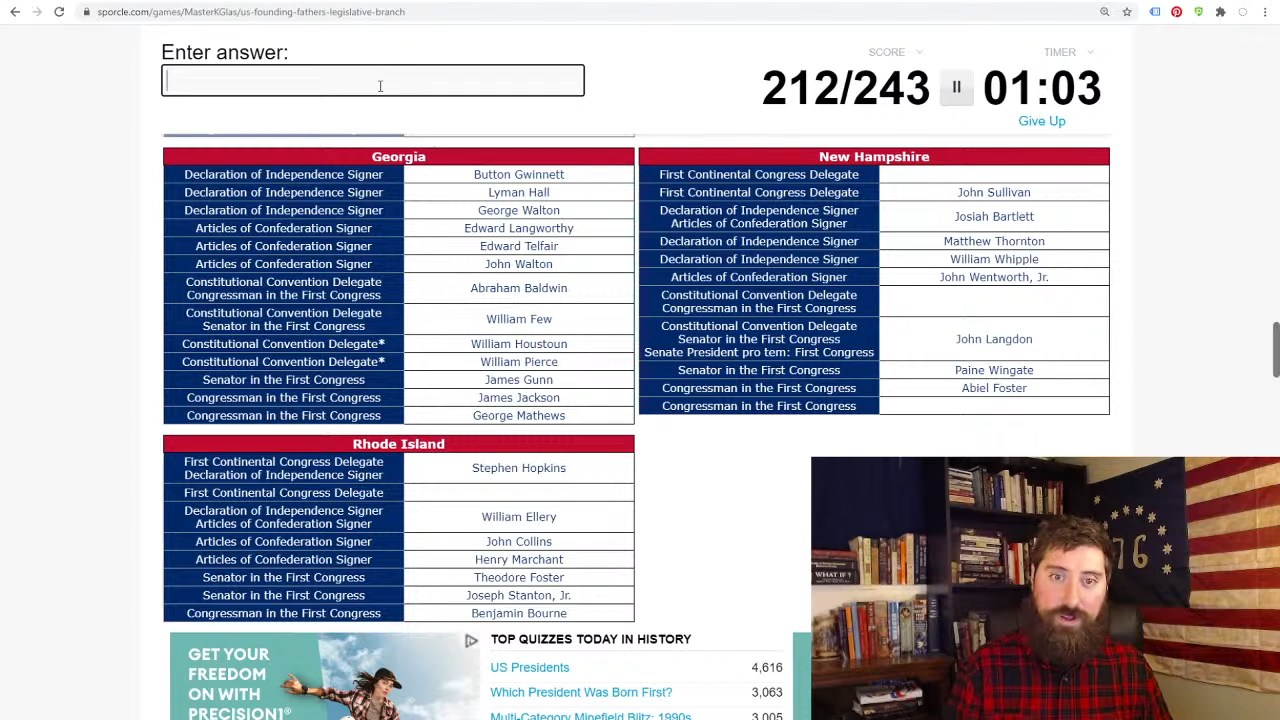 sporcle.com/games/MasterKGlas/us-founding-fathers-legislative-branch
Enter answer:
SCORE
TIMER
212/243
01:03
Give Up
Georgia
Declaration of Independence Signer Button Gwinnett
Declaration of Independence Signer Lyman Hall
Declaration of Independence Signer George Walton
Articles of Confederation Signer Edward Langworthy
Articles of Confederation Signer Edward Telfair
Articles of Confederation Signer John Walton
Constitutional Convention Delegate
Congressman in the First Congress Abraham Baldwin
Constitutional Convention Delegate
Senator in the First Congress William Few
Constitutional Convention Delegate* William Houstoun
Constitutional Convention Delegate* William Pierce
Senator in the First Congress James Gunn
Congressman in the First Congress James Jackson
Congressman in the First Congress George Mathews
New Hampshire
First Continental Congress Delegate
First Continental Congress Delegate John Sullivan
Declaration of Independence Signer
Articles of Confederation Signer Josiah Bartlett
Declaration of Independence Signer Matthew Thornton
Declaration of Independence Signer William Whipple
Articles of Confederation Signer John Wentworth, Jr.
Constitutional Convention Delegate
Congressman in the First Congress
Constitutional Convention Delegate
Senator in the First Congress John Langdon
Senate President pro tem: First Congress
Senator in the First Congress Paine Wingate
Congressman in the First Congress Abiel Foster
Congressman in the First Congress
Rhode Island
First Continental Congress Delegate
Declaration of Independence Signer Stephen Hopkins
First Continental Congress Delegate
Declaration of Independence Signer
Articles of Confederation Signer William Ellery
Articles of Confederation Signer John Collins
Articles of Confederation Signer Henry Marchant
Senator in the First Congress Theodore Foster
Senator in the First Congress Joseph Stanton, Jr.
Congressman in the First Congress Benjamin Bourne
GET YOUR
FREEDOM
ON WITH
PRECISION1®
TOP QUIZZES TODAY IN HISTORY
US Presidents 4,616
Which President Was Born First? 3,063
Multi-Category Minefield Blitz: 1990s 3,005
WHAT IF?
76